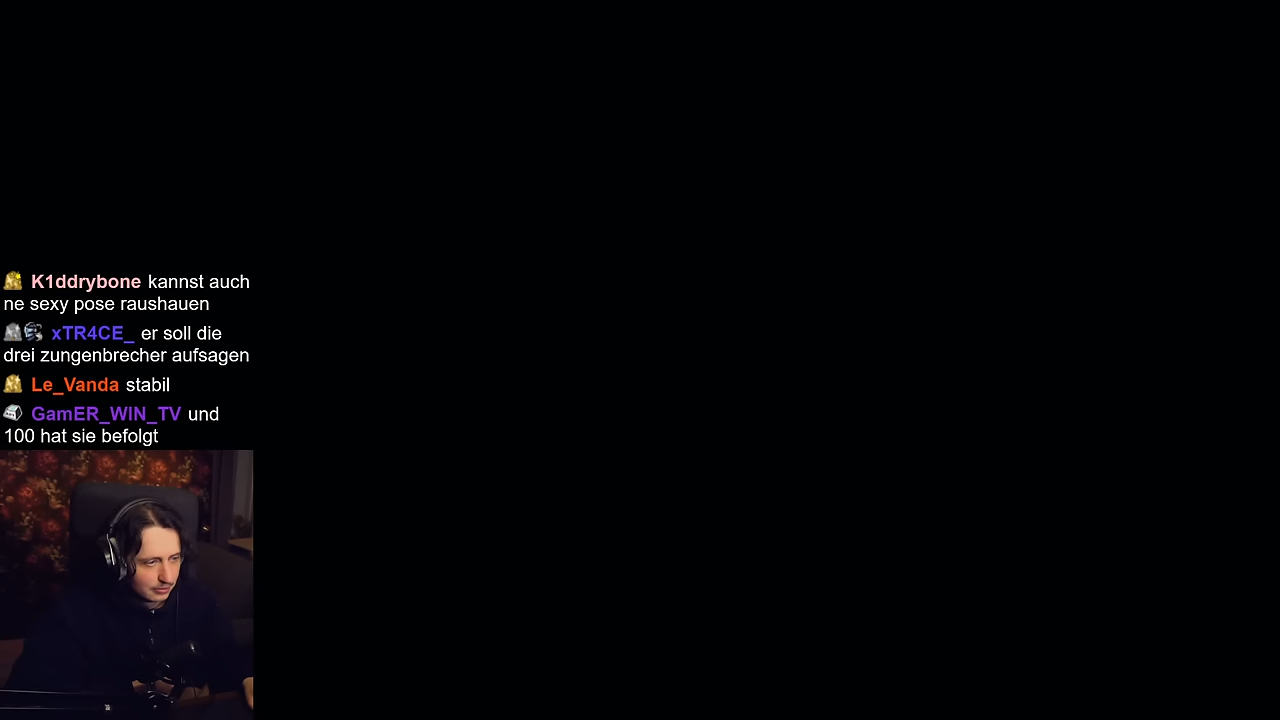 K1ddrybone kannst auch
ne sexy pose raushauen
xTR4CE_ er soll die
drei zungenbrecher aufsagen
Le_Vanda stabil
GamER_WIN_TV und
100 hat sie befolgt